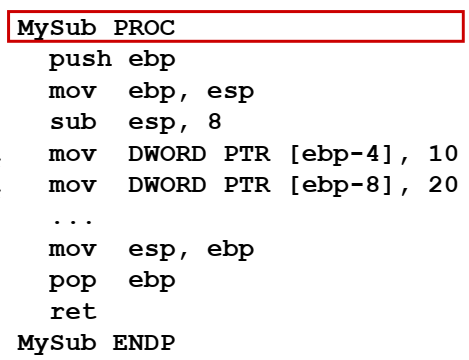 MySub PROC
push ebp
mov ebp, esp
sub esp, 8
mov DWORD PTR [ebp-4], 10
mov DWORD PTR [ebp-8], 20
...
mov esp, ebp
pop ebp
ret
MySub ENDP